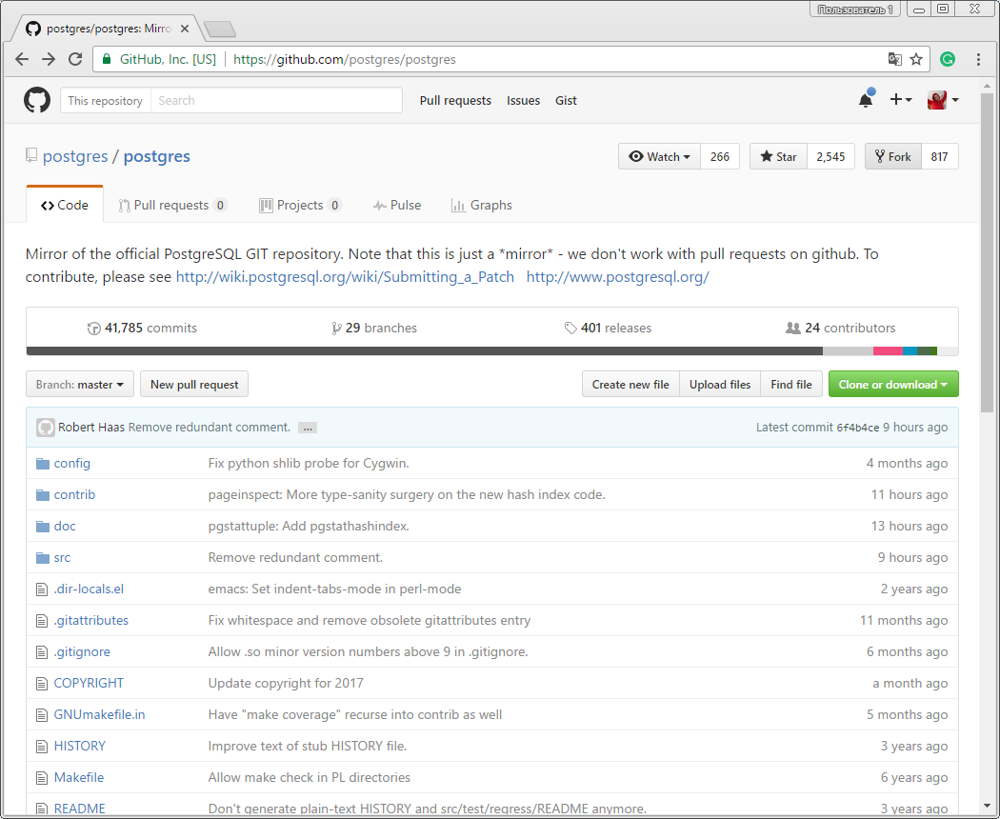 Пользователь 1
postgres/postgres: Mirro
GitHub, Inc. [US] https://github.com/postgres/postgres
This repository Search Pull requests Issues Gist
postgres / postgres Watch 266 Star 2,545 Fork 817
Code Pull requests 0 Projects 0 Pulse Graphs
Mirror of the official PostgreSQL GIT repository. Note that this is just a *mirror* - we don't work with pull requests on github. To
contribute, please see http://wiki.postgresql.org/wiki/Submitting_a_Patch http://www.postgresql.org/
41,785 commits 29 branches 401 releases 24 contributors
Branch: master New pull request Create new file Upload files Find file Clone or download
Robert Haas Remove redundant comment. ... Latest commit 6f4b4ce 9 hours ago
config Fix python shlib probe for Cygwin. 4 months ago
contrib pageinspect: More type-sanity surgery on the new hash index code. 11 hours ago
doc pgstattuple: Add pgstathashindex. 13 hours ago
src Remove redundant comment. 9 hours ago
.dir-locals.el emacs: Set indent-tabs-mode in perl-mode 2 years ago
.gitattributes Fix whitespace and remove obsolete gitattributes entry 11 months ago
.gitignore Allow .so minor version numbers above 9 in .gitignore. 6 months ago
COPYRIGHT Update copyright for 2017 a month ago
GNUmakefile.in Have "make coverage" recurse into contrib as well 5 months ago
HISTORY Improve text of stub HISTORY file. 3 years ago
Makefile Allow make check in PL directories 6 years ago
README Don't generate plain-text HISTORY and src/test/regress/README anymore. 3 years ago